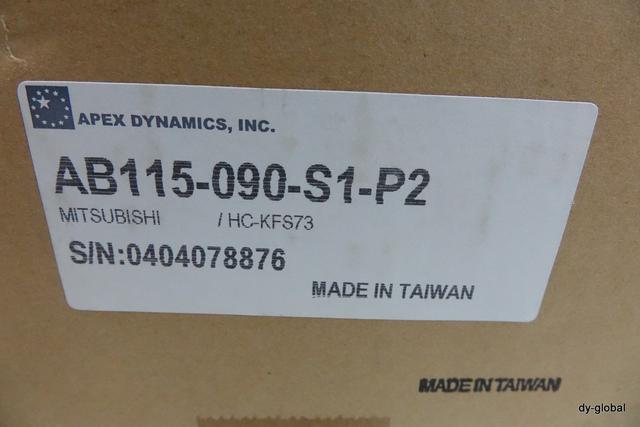 APEX DYNAMICS, INC.
AB115-090-S1-P2
MITSUBISHI / HC-KFS73
S/N:0404078876
MADE IN TAIWAN
MADE IN TAIWAN
dy-global